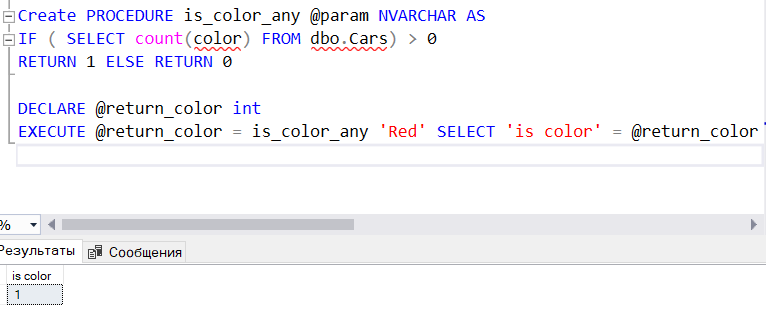 Create PROCEDURE is_color_any @param NVARCHAR AS
IF ( SELECT count(color) FROM dbo.Cars) > 0
RETURN 1 ELSE RETURN 0
DECLARE @return_color int
EXECUTE @return_color = is_color_any 'Red' SELECT 'is color' = @return_color
%
Результаты
Сообщения
is color
1